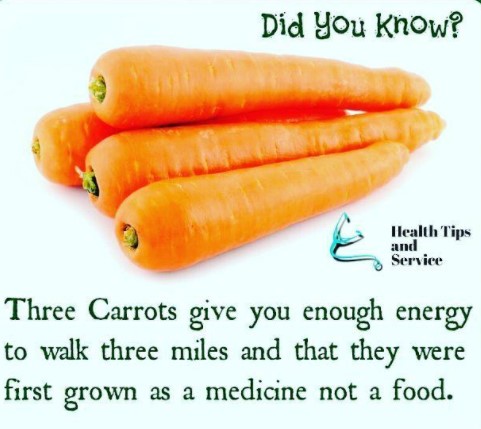 Did You Know?
Health Tips
and
Service
Three Carrots give you enough energy
to walk three miles and that they were
first grown as a medicine not a food.